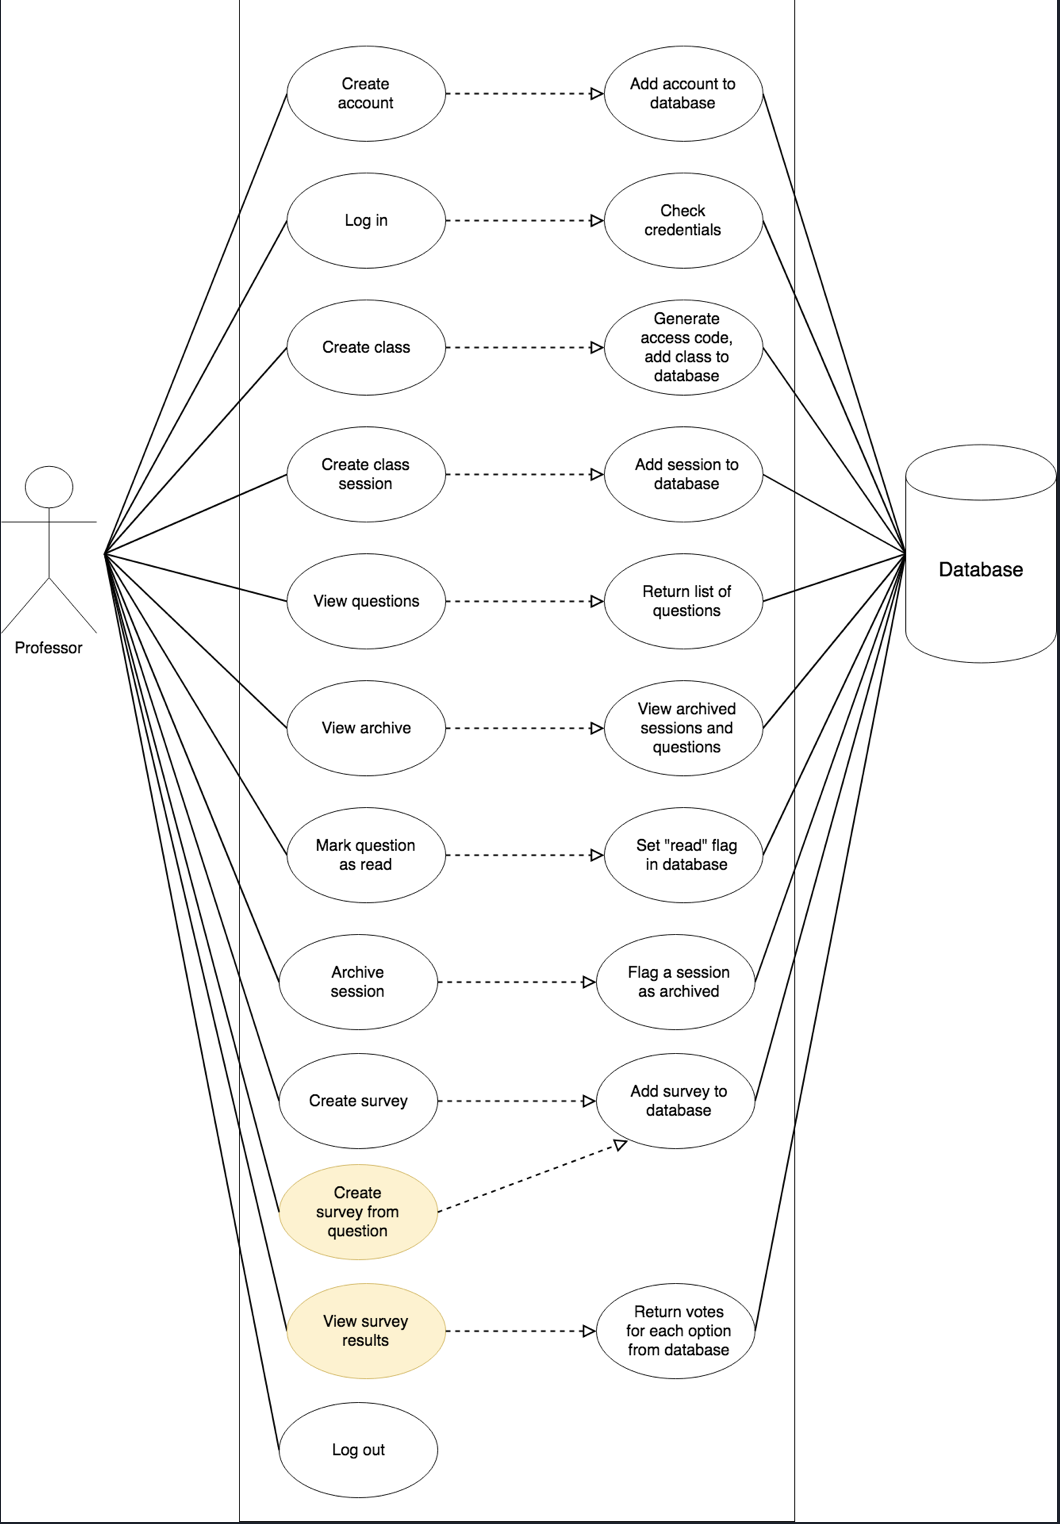 Create
account
Add account to
database
Log in
Check
credentials
Create class
Generate
access code,
add class to
database
Create class
session
Add session to
database
Database
View questions
Return list of
questions
Professor
View archive
View archived
sessions and
questions
Mark question
as read
Set "read" flag
in database
Archive
session
Flag a session
as archived
Create survey
Add survey to
database
Create
survey from
question
View survey
results
Return votes
for each option
from database
Log out